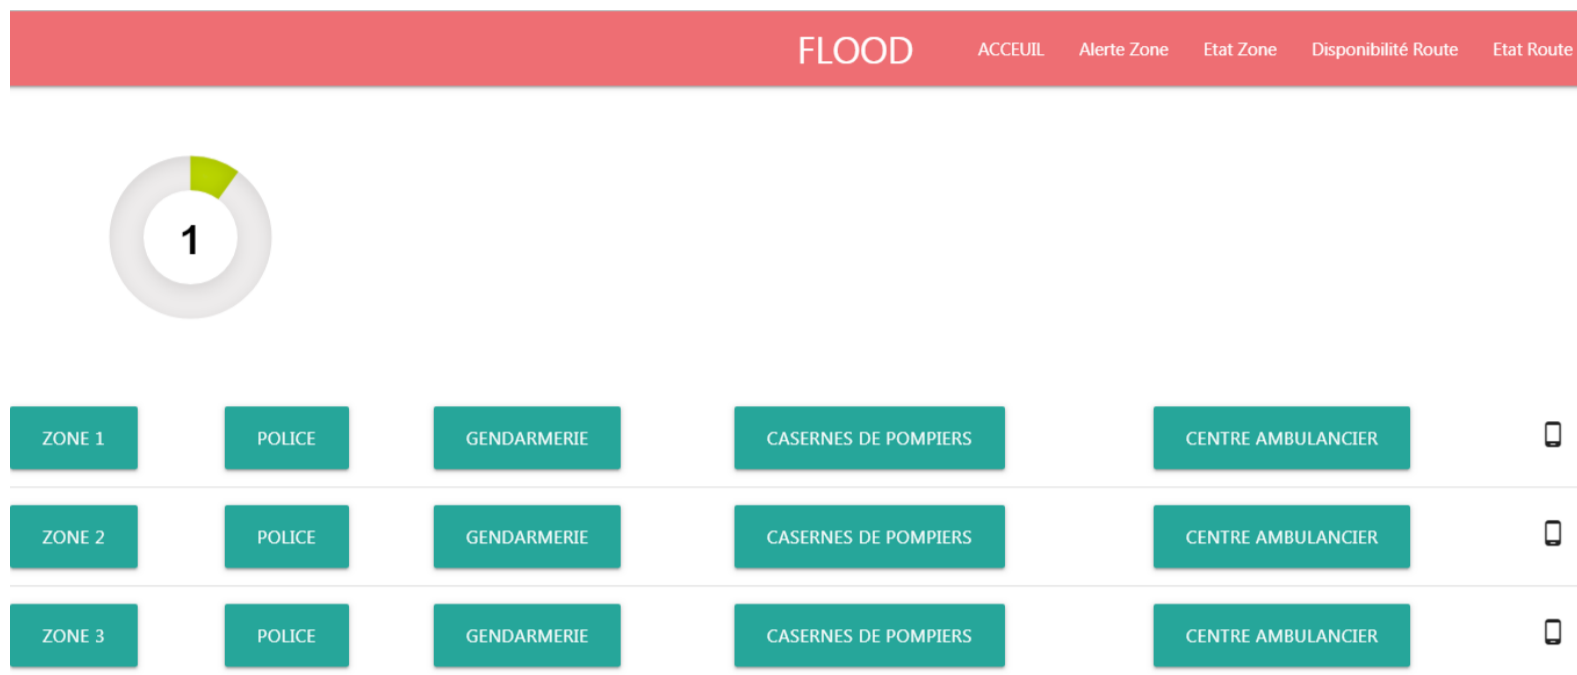 FLOOD ACCEUIL Alerte Zone Etat Zone Disponibilité Route Etat Route
1
ZONE 1 POLICE GENDARMERIE CASERNES DE POMPIERS CENTRE AMBULANCIER
ZONE 2 POLICE GENDARMERIE CASERNES DE POMPIERS CENTRE AMBULANCIER
ZONE 3 POLICE GENDARMERIE CASERNES DE POMPIERS CENTRE AMBULANCIER